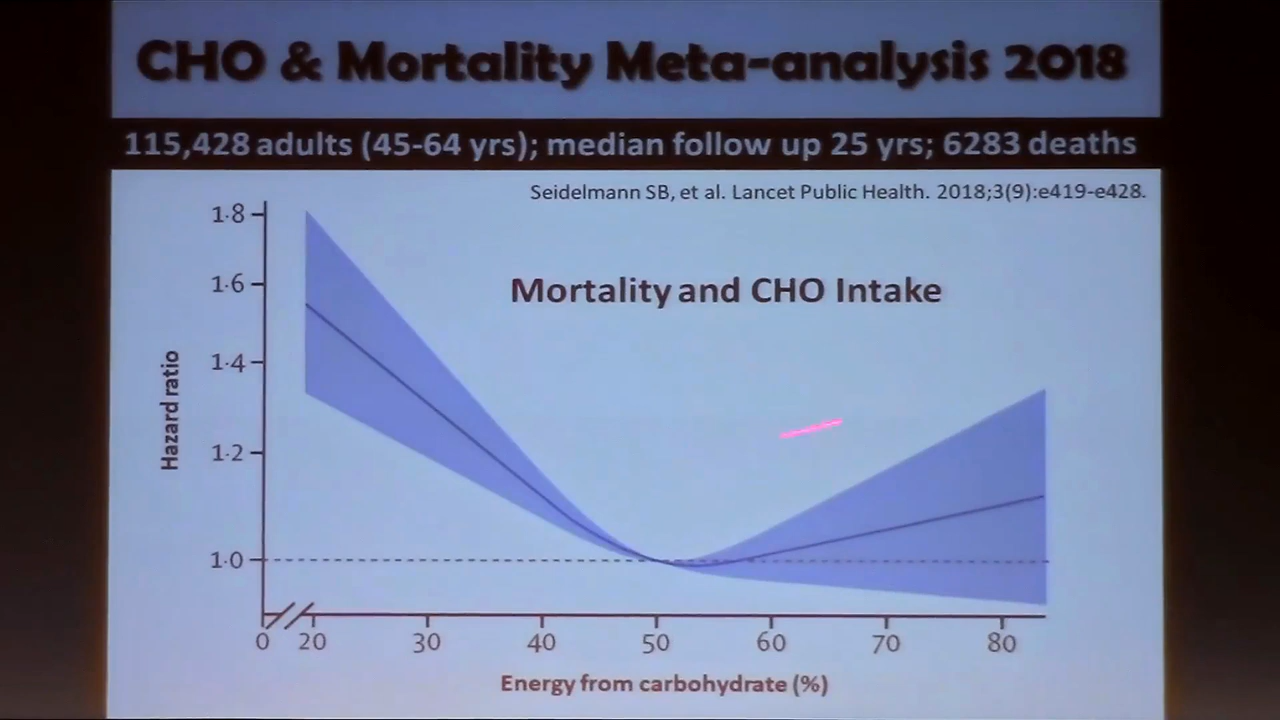 CHO & Mortality Meta-analysis 2018
115,428 adults (45-64 yrs); median follow up 25 yrs; 6283 deaths
Seidelmann SB, et al. Lancet Public Health. 2018;3(9):e419-e428.
Mortality and CHO Intake
Hazard ratio
1·8
1·6
1·4
1·2
1·0
0 20 30 40 50 60 70 80
Energy from carbohydrate (%)